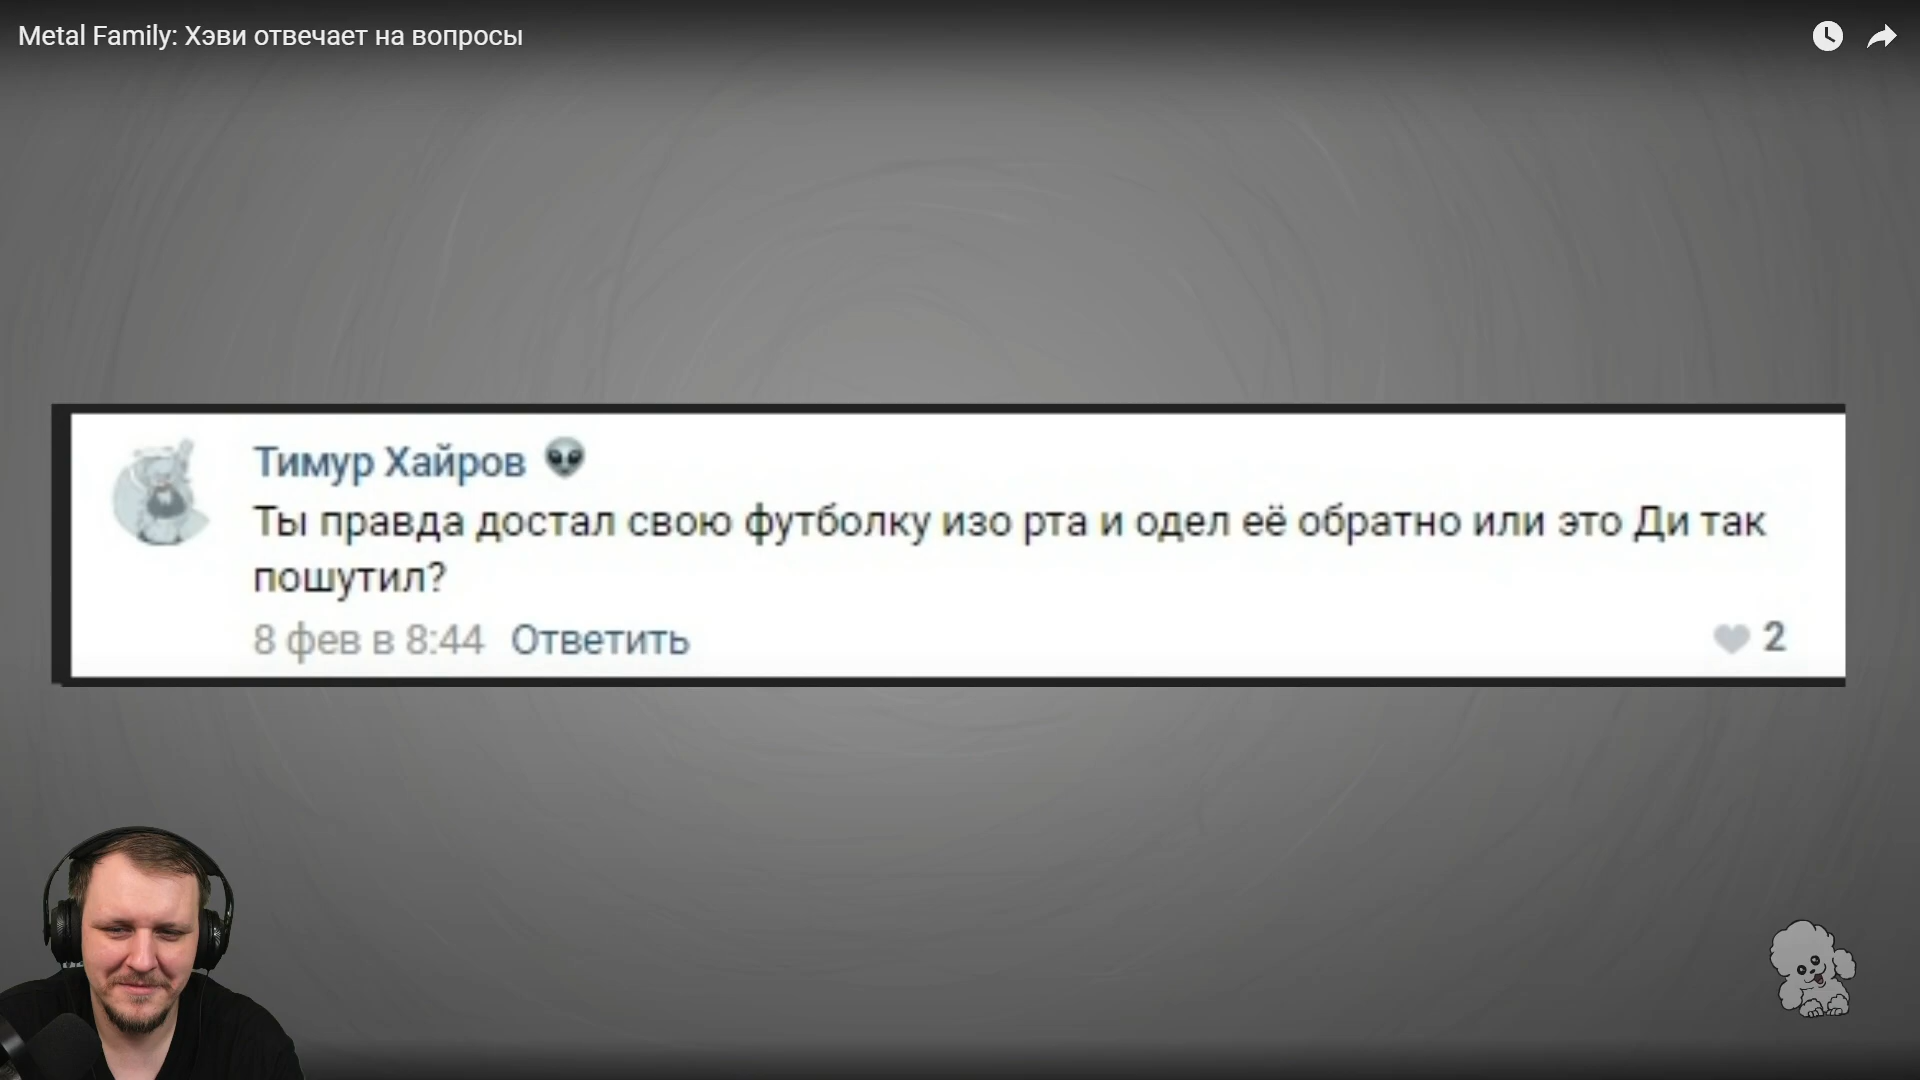 Metal Family: Хэви отвечает на вопросы
Тимур Хайров
Ты правда достал свою футболку изо рта и одел её обратно или это Ди так
пошутил?
8 фев в 8:44 Ответить
2